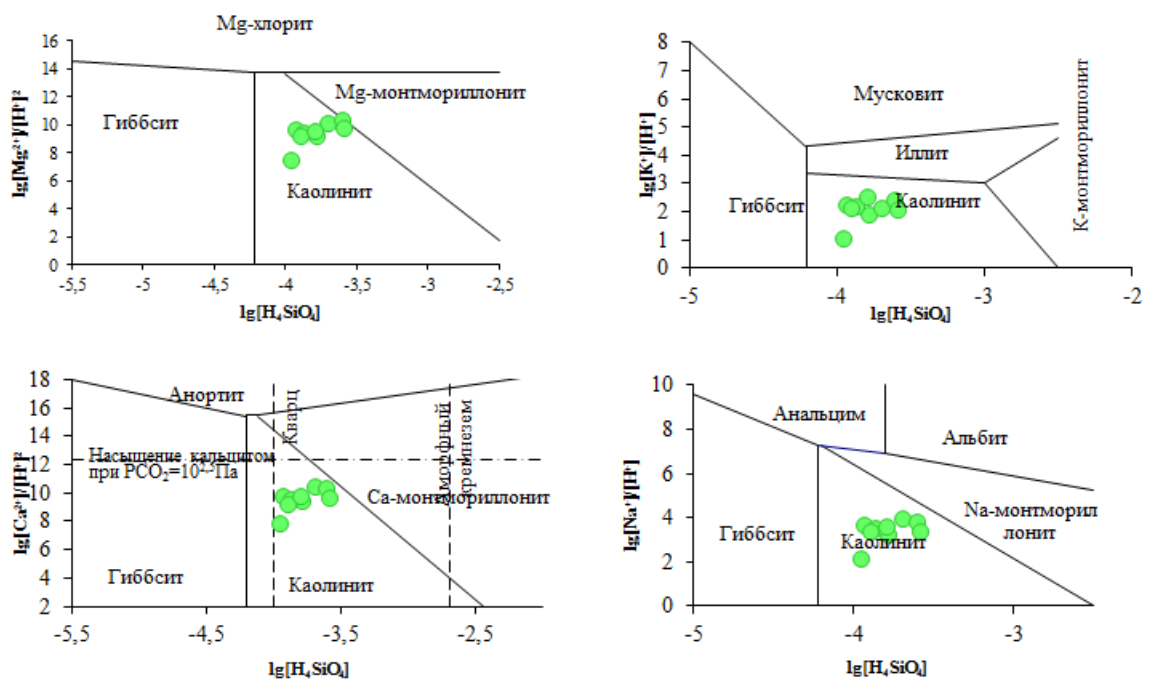 Mg-хлорит
16
14
12
10
8
6
4
2
0
lg[Mg²⁺]/[H⁺]²
Гиббсит
Mg-монтмориллонит
Каолинит
-5,5
-5
-4,5
-4
-3,5
-3
-2,5
lg[H₄SiO₄]
8
7
6
5
4
3
2
1
0
lg[K⁺]/[H⁺]
Мусковит
Иллит
Гиббсит
Каолинит
К-монтмориллонит
-5
-4
-3
-2
lg[H₄SiO₄]
18
16
14
12
10
8
6
4
2
lg[Ca²⁺]/[H⁺]²
Анортит
Кварц
Насыщение кальцитом
при PCO₂=10²,⁵Па
Аморфный
кремнезем
Ca-монтмориллонит
Гиббсит
Каолинит
-5,5
-4,5
-3,5
-2,5
lg[H₄SiO₄]
10
8
6
4
2
0
lg[Na⁺]/[H⁺]
Анальцим
Альбит
Na-монтморил
лонит
Гиббсит
Каолинит
-5
-4
-3
lg[H₄SiO₄]